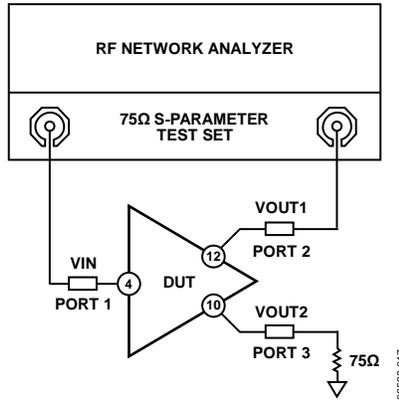 RF NETWORK ANALYZER
75Ω S-PARAMETER
TEST SET
VOUT1
12
PORT 2
VIN
4
DUT
PORT 1
10
VOUT2
PORT 3
75Ω